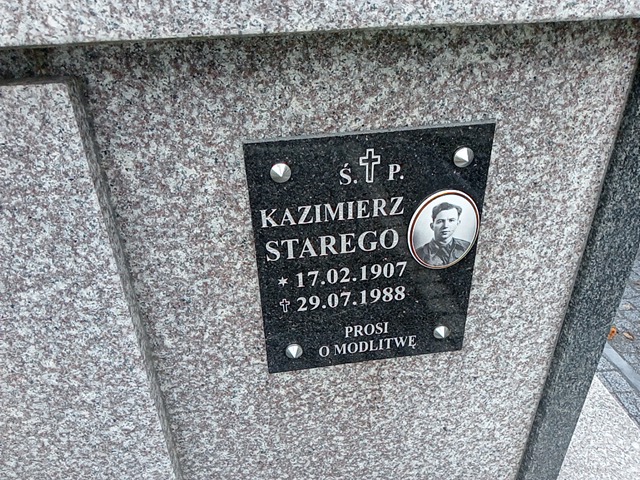 Ś. ✝ P.
KAZIMIERZ
STAREGO
* 17.02.1907
✝ 29.07.1988
PROSI
O MODLITWĘ